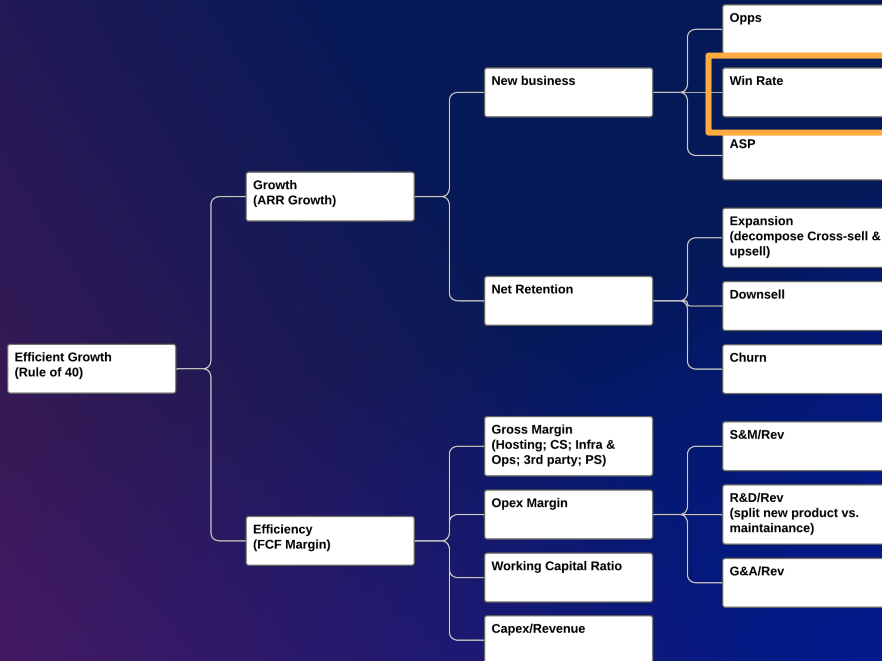 Opps
New business
Win Rate
ASP
Growth
(ARR Growth)
Expansion
(decompose Cross-sell &
upsell)
Net Retention
Downsell
Churn
Efficient Growth
(Rule of 40)
Gross Margin
(Hosting; CS; Infra &
Ops; 3rd party; PS)
S&M/Rev
Opex Margin
R&D/Rev
(split new product vs.
maintainance)
Efficiency
(FCF Margin)
Working Capital Ratio
G&A/Rev
Capex/Revenue